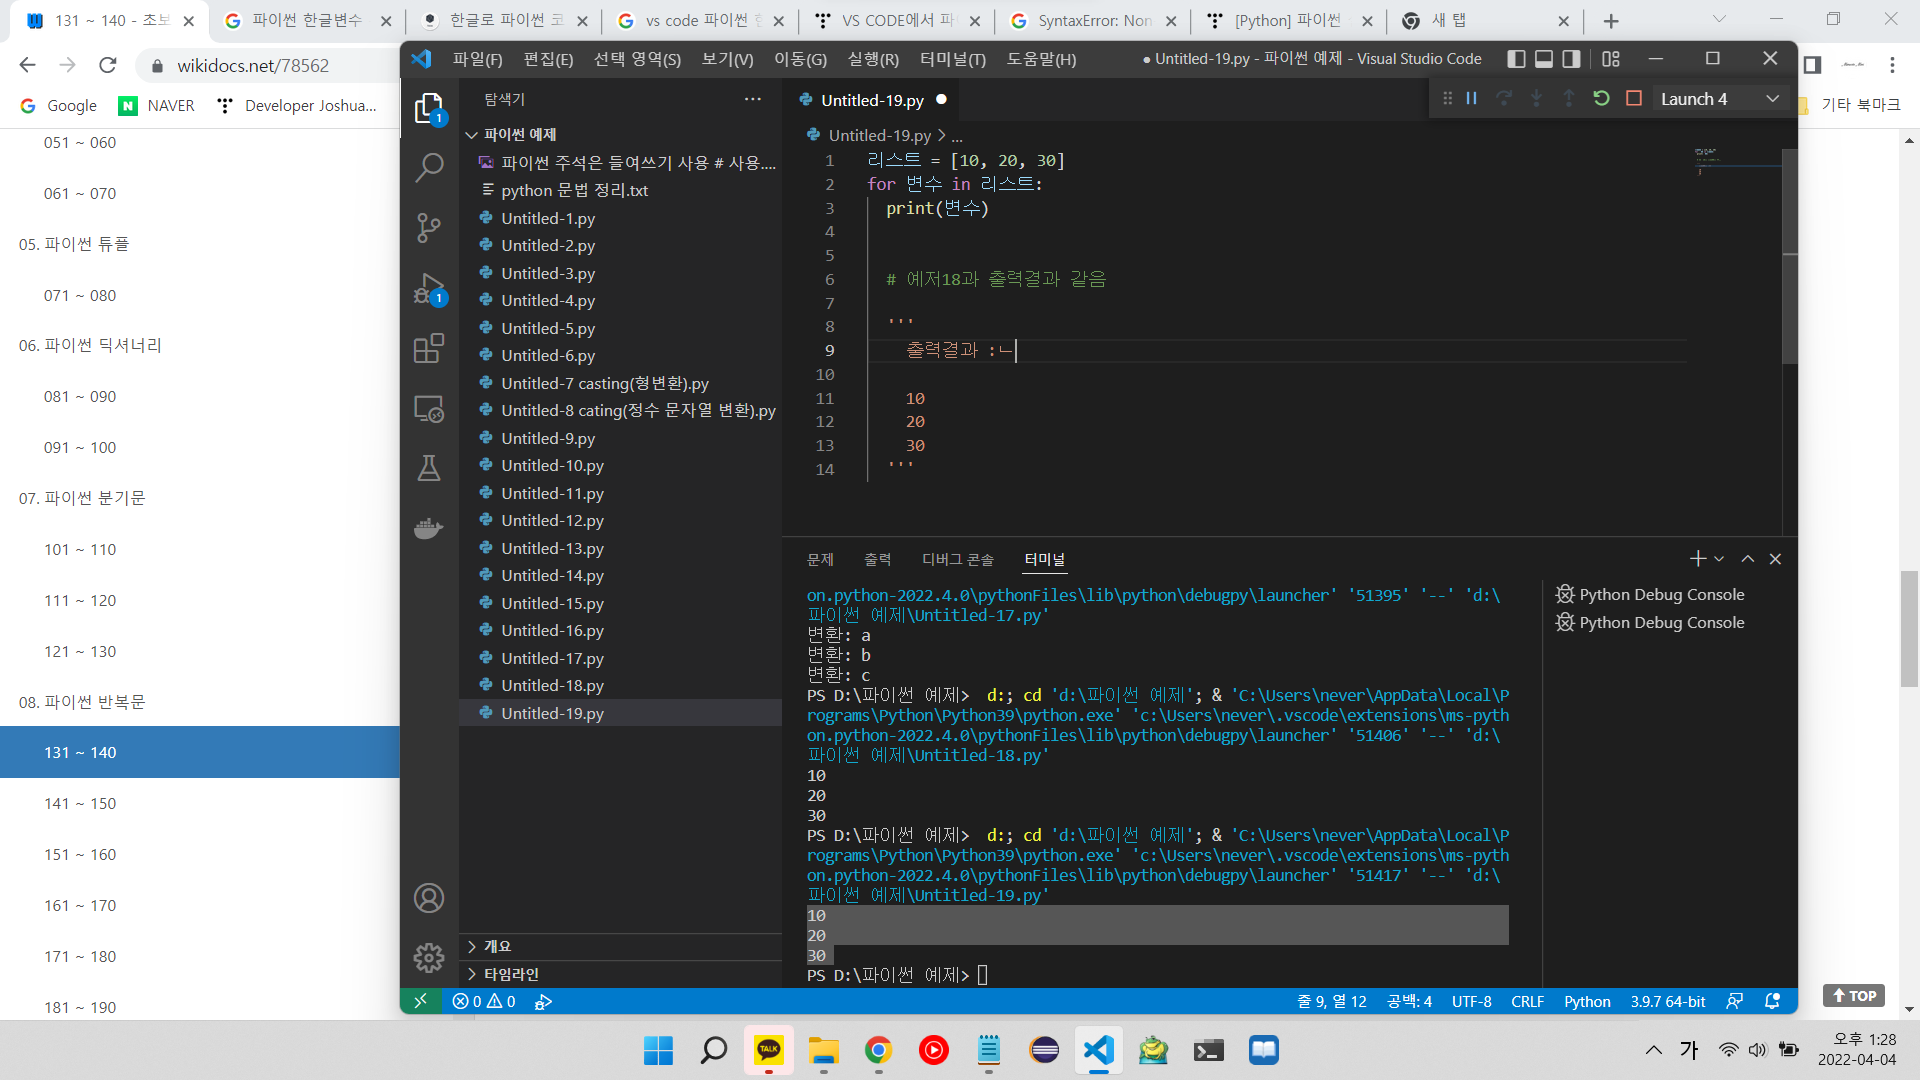 131 ~ 140 - 초보
파이썬 한글변수
한글로 파이썬 코
vs code 파이썬 한
VS CODE에서 파이
SyntaxError: Non
[Python] 파이썬
새 탭
wikidocs.net/78562
Google
NAVER
Developer Joshua...
기타 북마크
051 ~ 060
061 ~ 070
05. 파이썬 튜플
071 ~ 080
06. 파이썬 딕셔너리
081 ~ 090
091 ~ 100
07. 파이썬 분기문
101 ~ 110
111 ~ 120
121 ~ 130
08. 파이썬 반복문
131 ~ 140
141 ~ 150
151 ~ 160
161 ~ 170
171 ~ 180
181 ~ 190
TOP
파일(F) 편집(E) 선택 영역(S) 보기(V) 이동(G) 실행(R) 터미널(T) 도움말(H)
● Untitled-19.py - 파이썬 예제 - Visual Studio Code
1
1
탐색기
파이썬 예제
파이썬 주석은 들여쓰기 사용 # 사용....
python 문법 정리.txt
Untitled-1.py
Untitled-2.py
Untitled-3.py
Untitled-4.py
Untitled-5.py
Untitled-6.py
Untitled-7 casting(형변환).py
Untitled-8 cating(정수 문자열 변환).py
Untitled-9.py
Untitled-10.py
Untitled-11.py
Untitled-12.py
Untitled-13.py
Untitled-14.py
Untitled-15.py
Untitled-16.py
Untitled-17.py
Untitled-18.py
Untitled-19.py
개요
타임라인
Untitled-19.py ●
Launch 4
Untitled-19.py > ...
1 리스트 = [10, 20, 30]
2 for 변수 in 리스트:
3 print(변수)
4
5
6 # 예저18과 출력결과 같음
7
8 '''
9 출력결과 :ㄴ
10
11 10
12 20
13 30
14 '''
문제 출력 디버그 콘솔 터미널
on.python-2022.4.0\pythonFiles\lib\python\debugpy\launcher' '51395' '--' 'd:\
파이썬 예제\Untitled-17.py'
변환: a
변환: b
변환: c
PS D:\파이썬 예제> d:; cd 'd:\파이썬 예제'; & 'C:\Users\never\AppData\Local\P
rograms\Python\Python39\python.exe' 'c:\Users\never\.vscode\extensions\ms-pyth
on.python-2022.4.0\pythonFiles\lib\python\debugpy\launcher' '51406' '--' 'd:\
파이썬 예제\Untitled-18.py'
10
20
30
PS D:\파이썬 예제> d:; cd 'd:\파이썬 예제'; & 'C:\Users\never\AppData\Local\P
rograms\Python\Python39\python.exe' 'c:\Users\never\.vscode\extensions\ms-pyth
on.python-2022.4.0\pythonFiles\lib\python\debugpy\launcher' '51417' '--' 'd:\
파이썬 예제\Untitled-19.py'
10
20
30
PS D:\파이썬 예제>
Python Debug Console
Python Debug Console
0 0
줄 9, 열 12 공백: 4 UTF-8 CRLF Python 3.9.7 64-bit
TALK
가
오후 1:28
2022-04-04